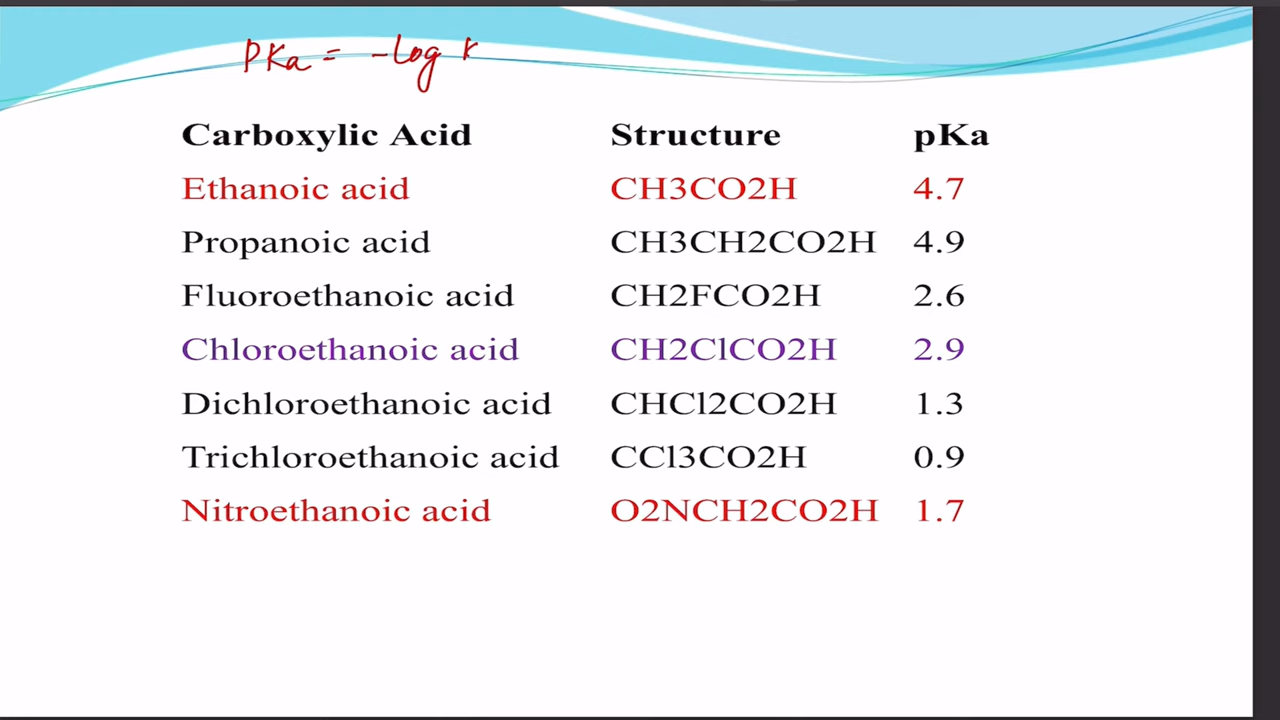 PKa = -log K
Carboxylic Acid Structure pKa
Ethanoic acid CH3CO2H 4.7
Propanoic acid CH3CH2CO2H 4.9
Fluoroethanoic acid CH2FCO2H 2.6
Chloroethanoic acid CH2ClCO2H 2.9
Dichloroethanoic acid CHCl2CO2H 1.3
Trichloroethanoic acid CCl3CO2H 0.9
Nitroethanoic acid O2NCH2CO2H 1.7